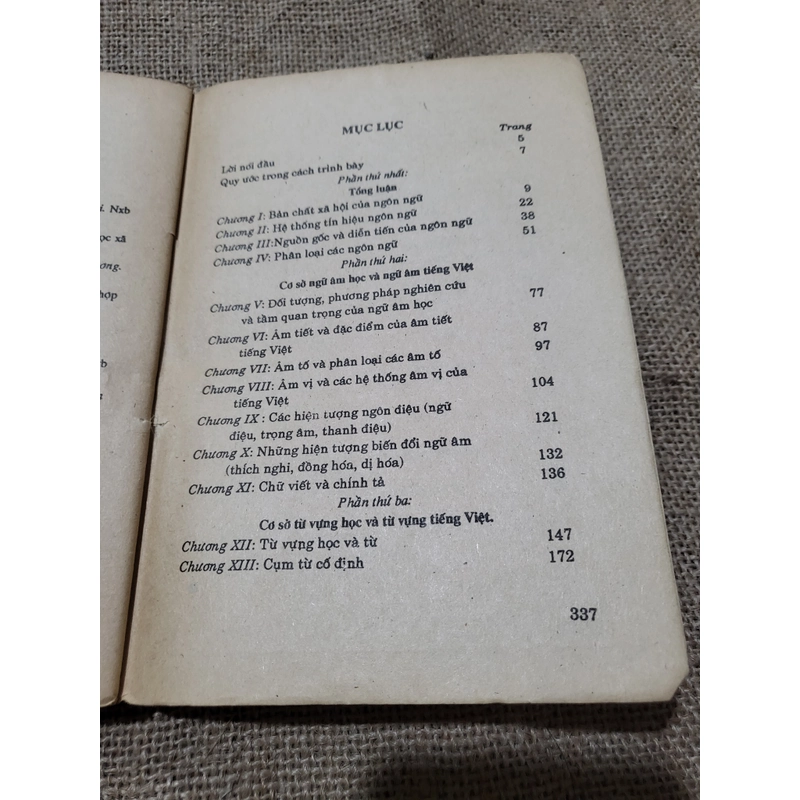 i. Nxb
ọc xã
ơng.
hợp
xb
t
MỤC LỤC
Trang
Lời nói đầu 5
Quy ước trong cách trình bày 7
Phần thứ nhất:
Tổng luận
Chương I: Bản chất xã hội của ngôn ngữ 9
Chương II: Hệ thống tín hiệu ngôn ngữ 22
Chương III:Nguồn gốc và diễn tiến của ngôn ngữ 38
Chương IV: Phân loại các ngôn ngữ 51
Phần thứ hai:
Cơ sở ngữ âm học và ngữ âm tiếng Việt
Chương V: Đối tượng, phương pháp nghiên cứu
và tầm quan trọng của ngữ âm học 77
Chương VI: Âm tiết và đặc điểm của âm tiết
tiếng Việt 87
Chương VII: Âm tố và phân loại các âm tố 97
Chương VIII: Âm vị và các hệ thống âm vị của
tiếng Việt 104
Chương IX : Các hiện tượng ngôn điệu (ngữ
điệu, trọng âm, thanh điệu) 121
Chương X: Những hiện tượng biến đổi ngữ âm
(thích nghi, đồng hóa, dị hóa) 132
Chương XI: Chữ viết và chính tả 136
Phần thứ ba:
Cơ sở từ vựng học và từ vựng tiếng Việt.
Chương XII: Từ vựng học và từ 147
Chương XIII: Cụm từ cố định 172
337